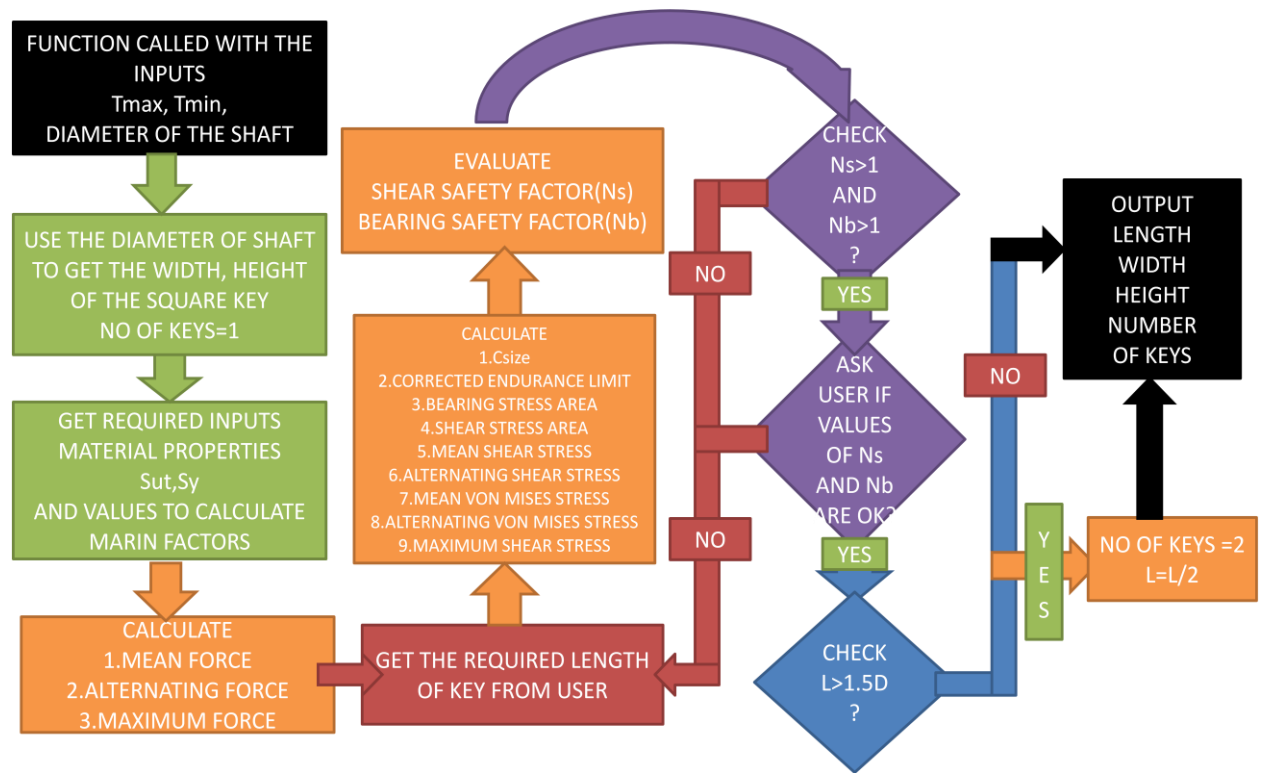 FUNCTION CALLED WITH THE
INPUTS
Tmax, Tmin,
DIAMETER OF THE SHAFT
USE THE DIAMETER OF SHAFT
TO GET THE WIDTH, HEIGHT
OF THE SQUARE KEY
NO OF KEYS=1
GET REQUIRED INPUTS
MATERIAL PROPERTIES
Sut,Sy
AND VALUES TO CALCULATE
MARIN FACTORS
CALCULATE
1.MEAN FORCE
2.ALTERNATING FORCE
3.MAXIMUM FORCE
GET THE REQUIRED LENGTH
OF KEY FROM USER
CALCULATE
1.Csize
2.CORRECTED ENDURANCE LIMIT
3.BEARING STRESS AREA
4.SHEAR STRESS AREA
5.MEAN SHEAR STRESS
6.ALTERNATING SHEAR STRESS
7.MEAN VON MISES STRESS
8.ALTERNATING VON MISES STRESS
9.MAXIMUM SHEAR STRESS
EVALUATE
SHEAR SAFETY FACTOR(Ns)
BEARING SAFETY FACTOR(Nb)
CHECK
Ns>1
AND
Nb>1
?
NO
YES
ASK
USER IF
VALUES
OF Ns
AND Nb
ARE OK?
NO
YES
CHECK
L>1.5D
?
NO
YES
NO OF KEYS =2
L=L/2
OUTPUT
LENGTH
WIDTH
HEIGHT
NUMBER
OF KEYS